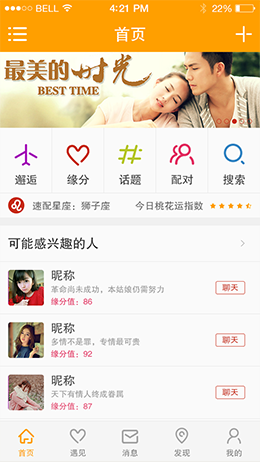 BELL 4:21 PM 22%
首页
最美的时光
BEST TIME
邂逅 缘分 话题 配对 搜索
速配星座：狮子座 今日桃花运指数
可能感兴趣的人
昵称
革命尚未成功，本姑娘仍需努力
缘分值：86
聊天
昵称
多情不是罪，专情最可贵
缘分值：92
聊天
昵称
天下有情人终成眷属
缘分值：87
聊天
首页 遇见 消息 发现 我的